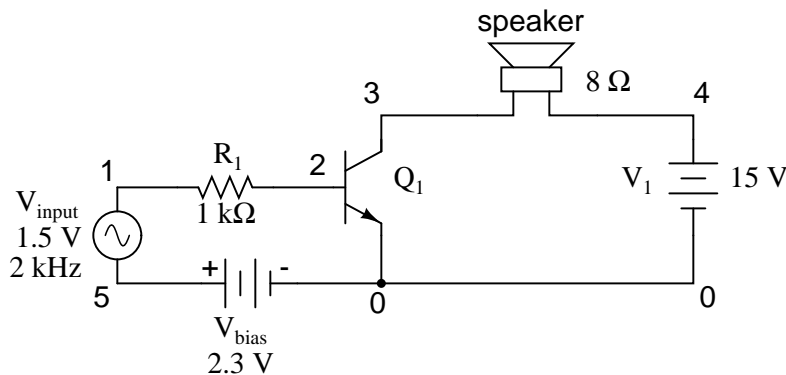 speaker
8 Ω
3
4
1
R1
2
Q1
V1
15 V
Vinput
1.5 V
2 kHz
1 kΩ
+
-
5
0
0
Vbias
2.3 V